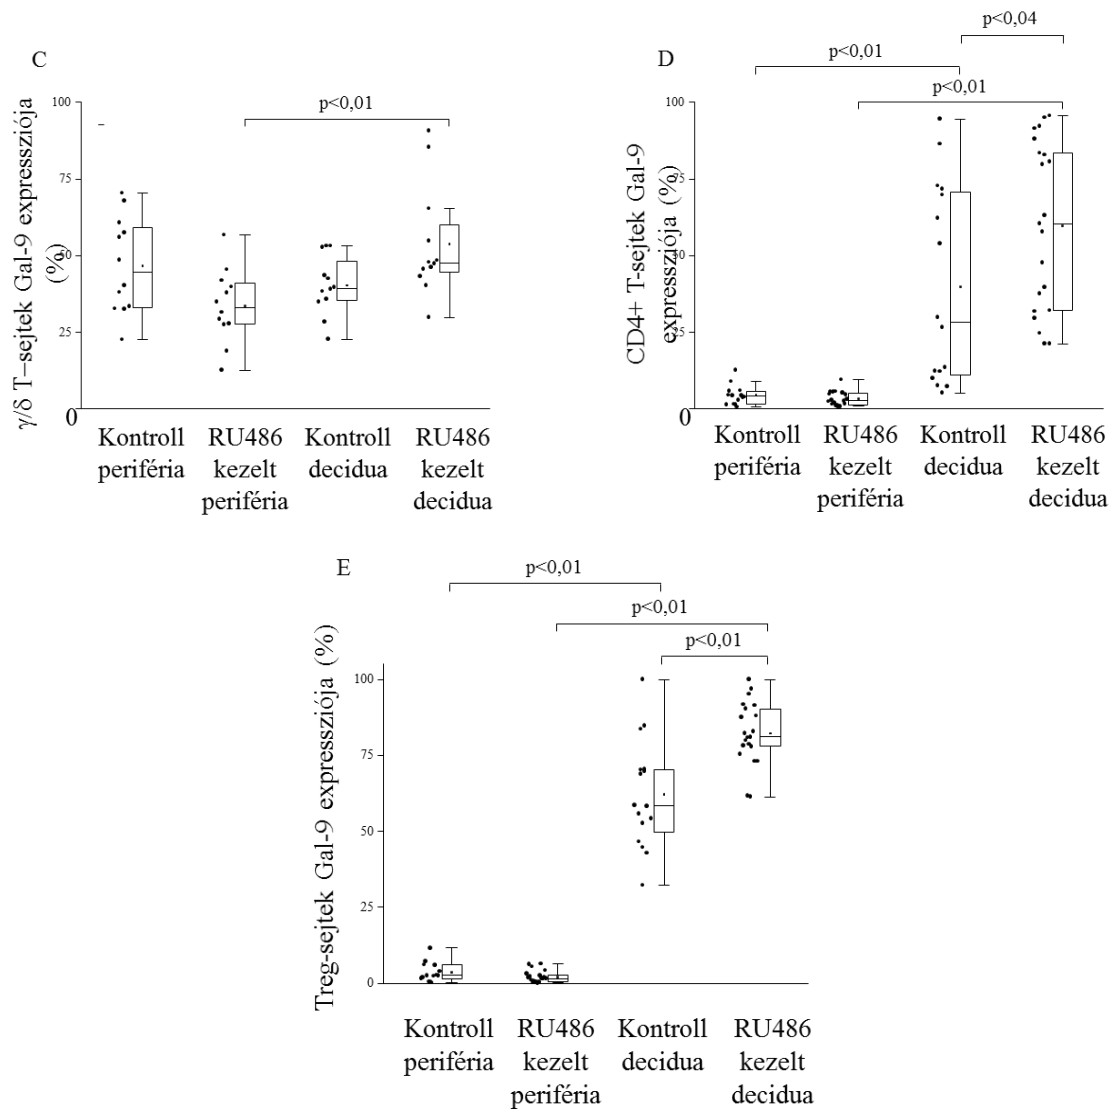 C
p<0,01
γ/δ T–sejtek Gal-9 expressziója
(%)
100
75
50
25
0
Kontroll
periféria
RU486
kezelt
periféria
Kontroll
decidua
RU486
kezelt
decidua
D
p<0,04
p<0,01
p<0,01
CD4+ T-sejtek Gal-9
expressziója (%)
100
75
50
25
0
Kontroll
periféria
RU486
kezelt
periféria
Kontroll
decidua
RU486
kezelt
decidua
E
p<0,01
p<0,01
p<0,01
Treg-sejtek Gal-9 expressziója (%)
100
75
50
25
0
Kontroll
periféria
RU486
kezelt
periféria
Kontroll
decidua
RU486
kezelt
decidua